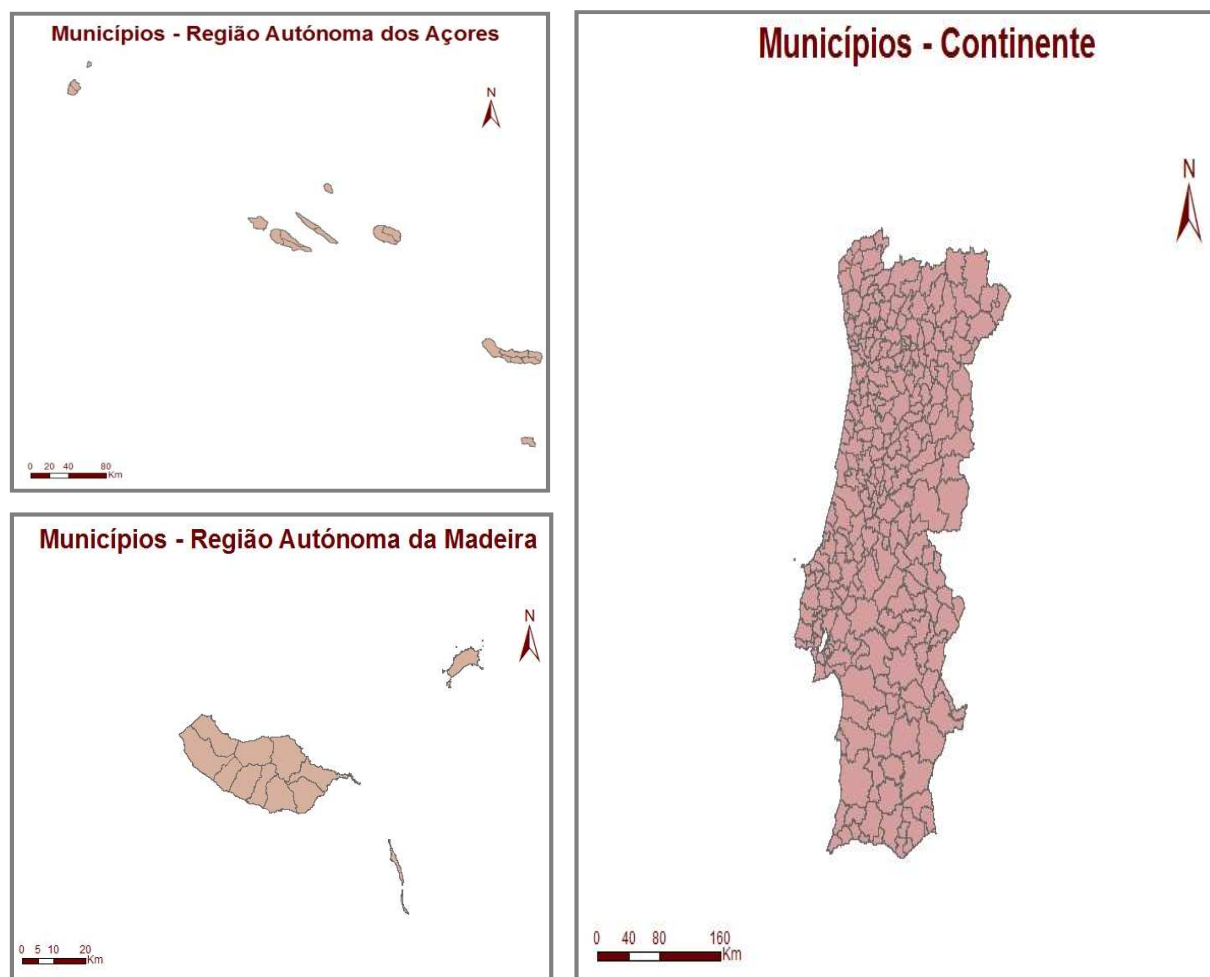 Municípios - Região Autónoma dos Açores
N
0 20 40 80
Km
Municípios - Região Autónoma da Madeira
N
0 5 10 20
Km
Municípios - Continente
N
0 40 80 160
Km